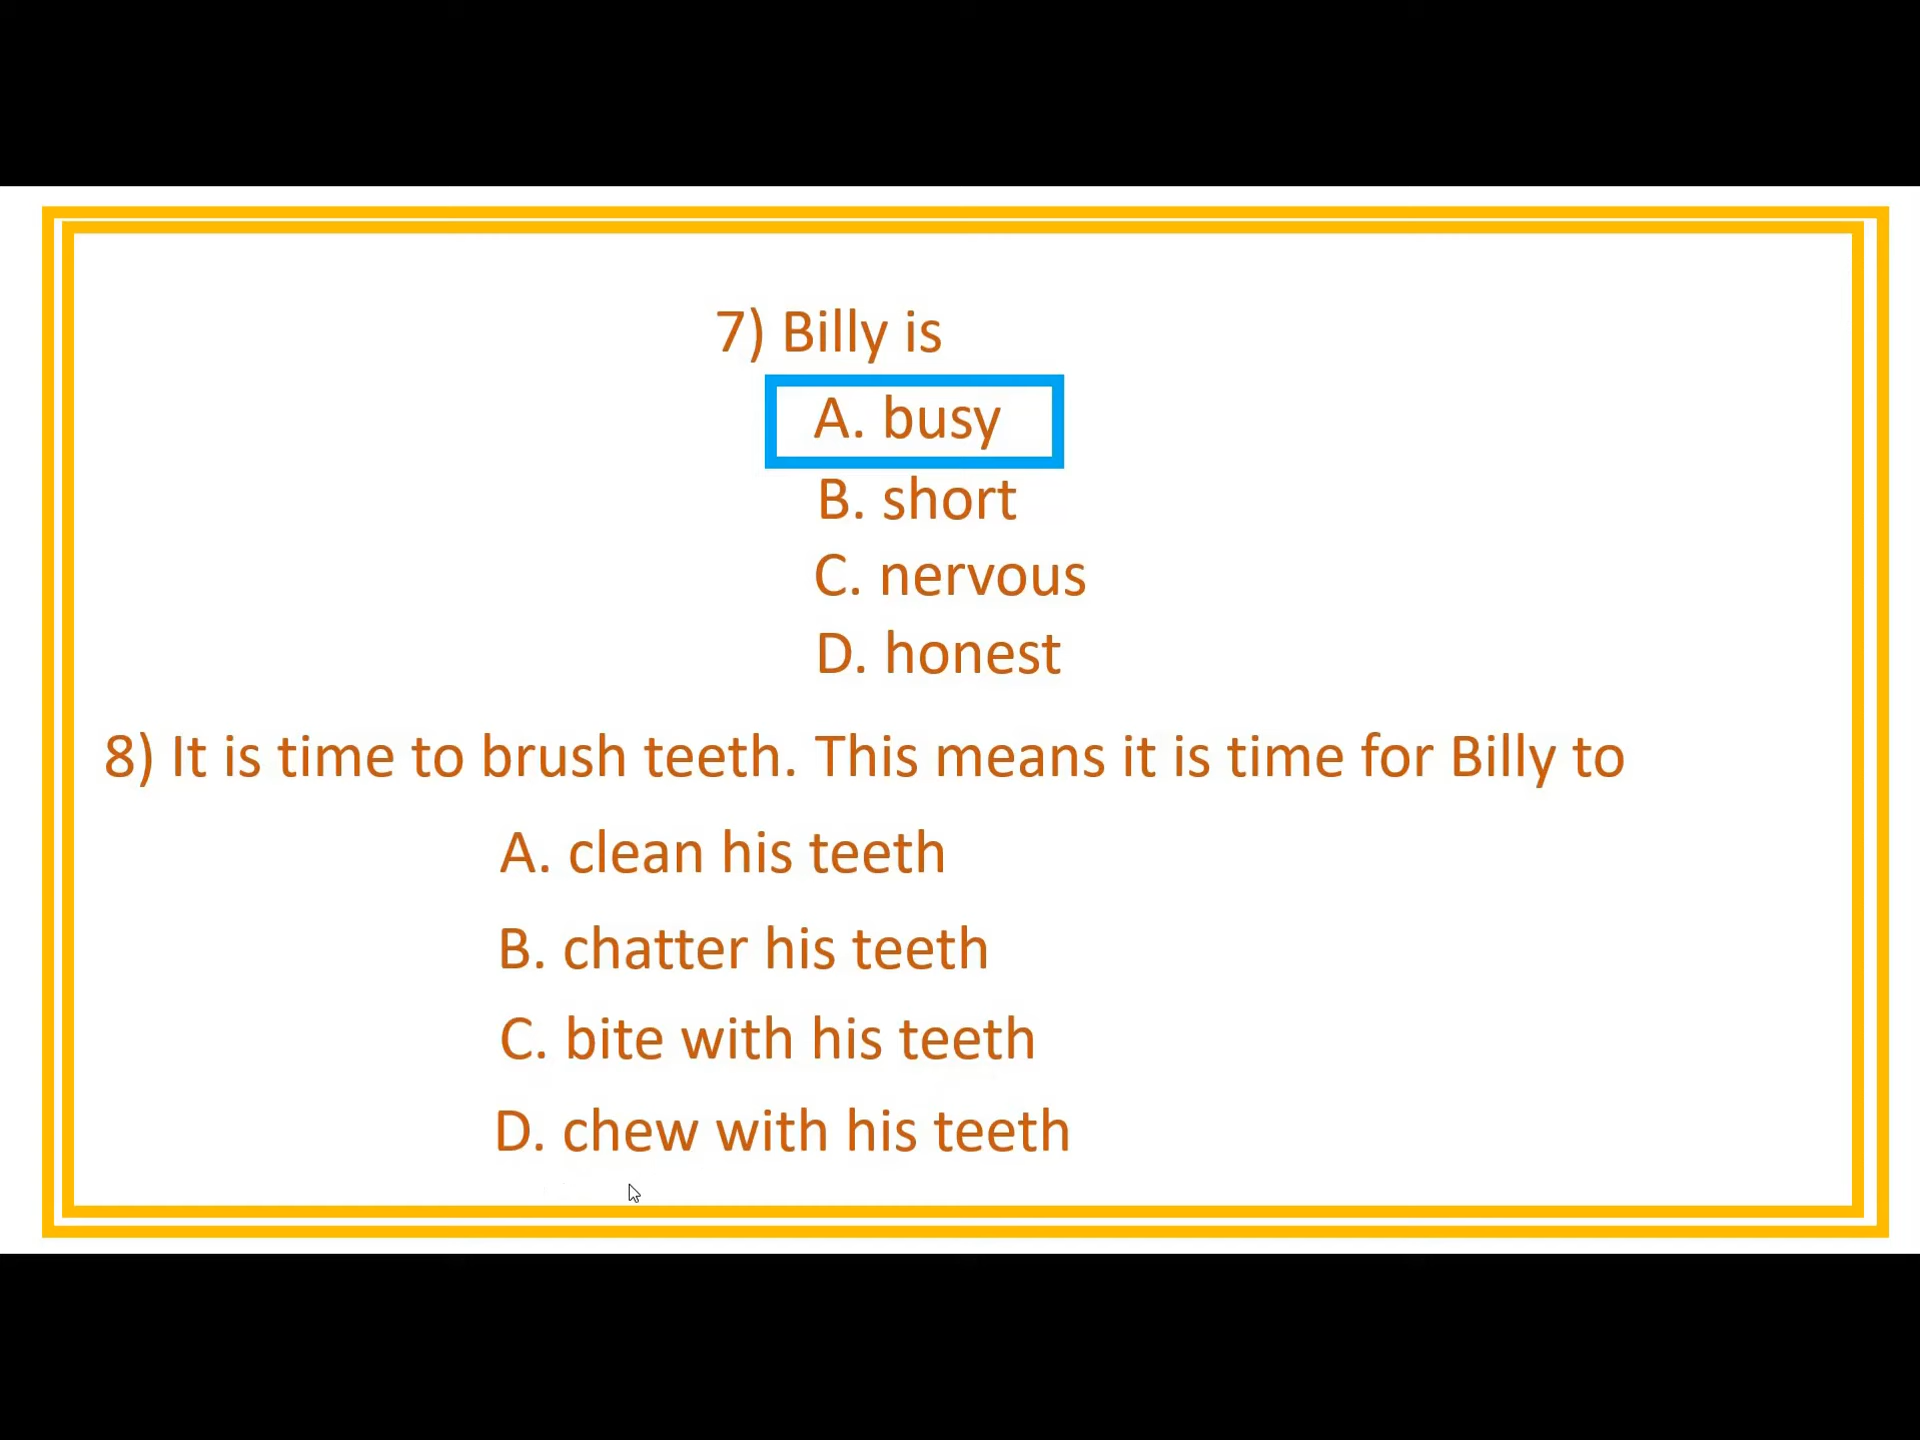 7) Billy is
A. busy
B. short
C. nervous
D. honest
8) It is time to brush teeth. This means it is time for Billy to
A. clean his teeth
B. chatter his teeth
C. bite with his teeth
D. chew with his teeth